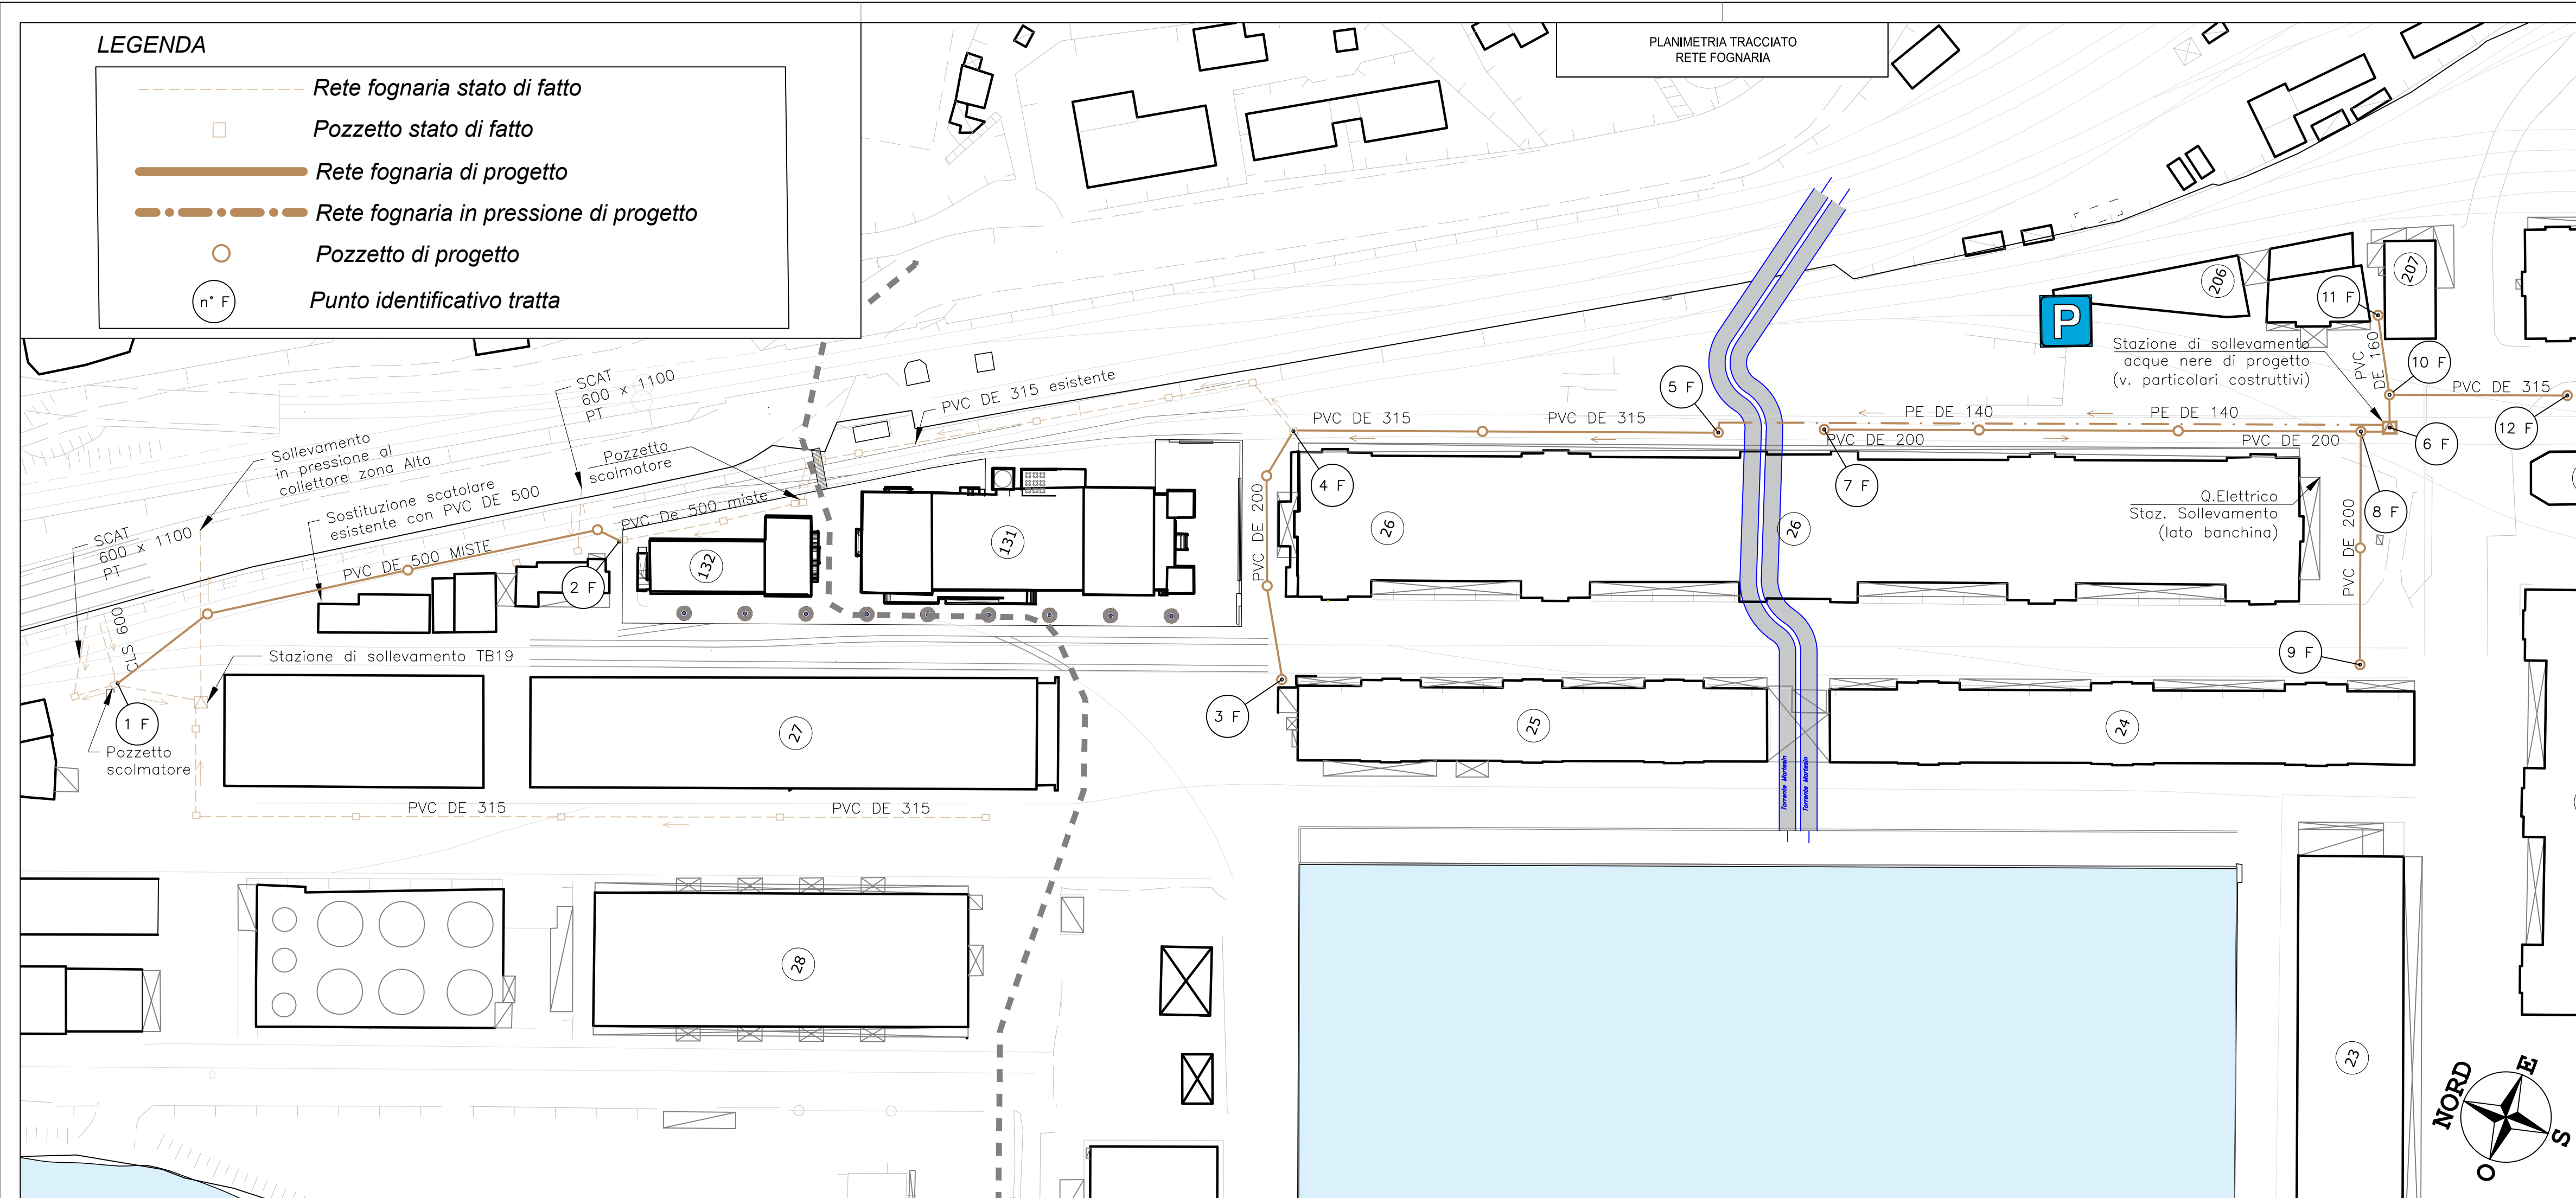 LEGENDA
Rete fognaria stato di fatto
Pozzetto stato di fatto
Rete fognaria di progetto
Rete fognaria in pressione di progetto
Pozzetto di progetto
n° F
Punto identificativo tratta
PLANIMETRIA TRACCIATO
RETE FOGNARIA
SCAT
600 x 1100
PT
PVC DE 315 esistente
Sollevamento
in pressione al
collettore zona Alta
Pozzetto
scolmatore
Sostituzione scatolare
esistente con PVC DE 500
SCAT
600 x 1100
PT
PVC De 500 miste
PVC DE 500 MISTE
2 F
132
131
CLS 600
Stazione di sollevamento TB19
1 F
Pozzetto
scolmatore
27
PVC DE 315
PVC DE 315
28
PVC DE 315
PVC DE 315
5 F
PE DE 140
PE DE 140
PVC DE 200
PVC DE 200
4 F
7 F
PVC DE 200
26
26
3 F
25
24
Torrente Martesin
Torrente Martesin
P
206
207
11 F
Stazione di sollevamento
acque nere di progetto
(v. particolari costruttivi)
PVC
DE 160
10 F
PVC DE 315
12 F
6 F
8 F
Q.Elettrico
Staz. Sollevamento
(lato banchina)
PVC DE 200
9 F
23
NORD
E
S
O